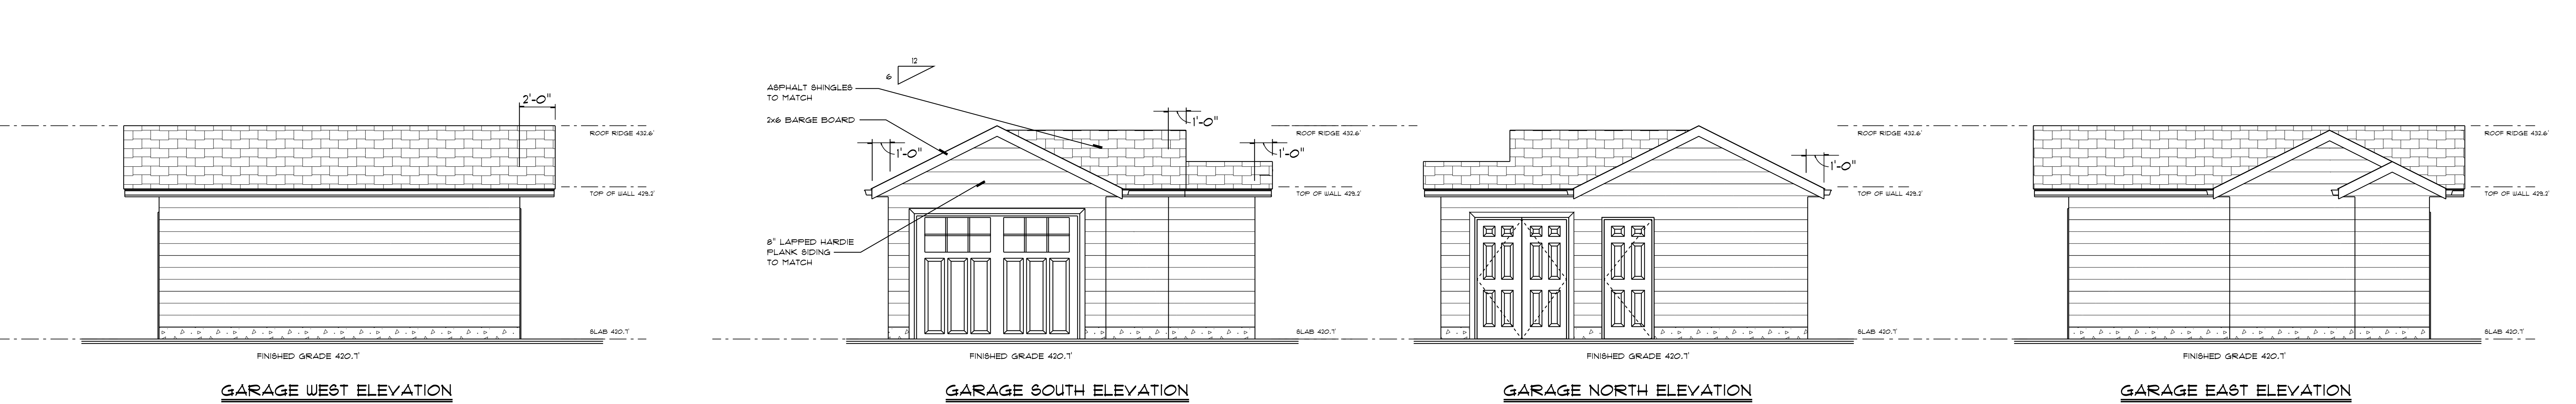 2'-0"
ROOF RIDGE 432.6'
TOP OF WALL 429.2'
SLAB 420.7'
FINISHED GRADE 420.7'
GARAGE WEST ELEVATION
12
6
ASPHALT SHINGLES
TO MATCH
2x6 BARGE BOARD
1'-0"
1'-0"
1'-0"
8" LAPPED HARDIE
PLANK SIDING
TO MATCH
ROOF RIDGE 432.6'
TOP OF WALL 429.2'
SLAB 420.7'
FINISHED GRADE 420.7'
GARAGE SOUTH ELEVATION
1'-0"
ROOF RIDGE 432.6'
TOP OF WALL 429.2'
SLAB 420.7'
FINISHED GRADE 420.7'
GARAGE NORTH ELEVATION
ROOF RIDGE 432.6'
TOP OF WALL 429.2'
SLAB 420.7'
FINISHED GRADE 420.7'
GARAGE EAST ELEVATION